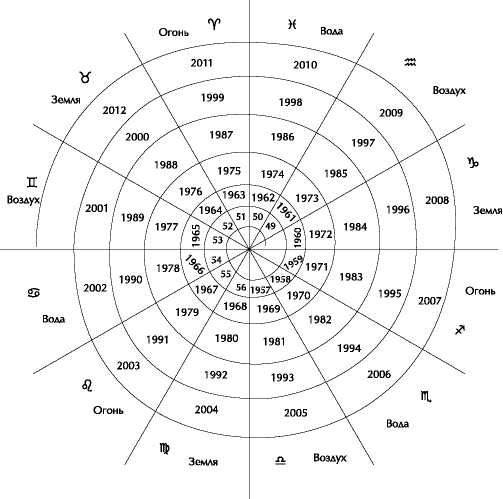 ♈ ♓
Огонь Вода
2011 2010
♉ ♒
Земля Воздух
2012 1999 1998 2009
2000 1987 1986 1997
♊ ♑
Воздух Земля
2001 1988 1975 1974 1985 1996 2008
1989 1976 1963 1962 1973 1984
1977 1964 51 50 1961 1972
1965 52 49 1960
53
1966 54 1959
1978 55 1958 1971
♋ Огонь
2002 1990 1967 56 1957 1970 1983 1995 2007
Вода 1968 1969
1979 1982 ♐
1991 1980 1981 1994
2003 1992 1993 2006
♌ ♏
Огонь 2004 2005 Вода
♍ Земля ♎ Воздух